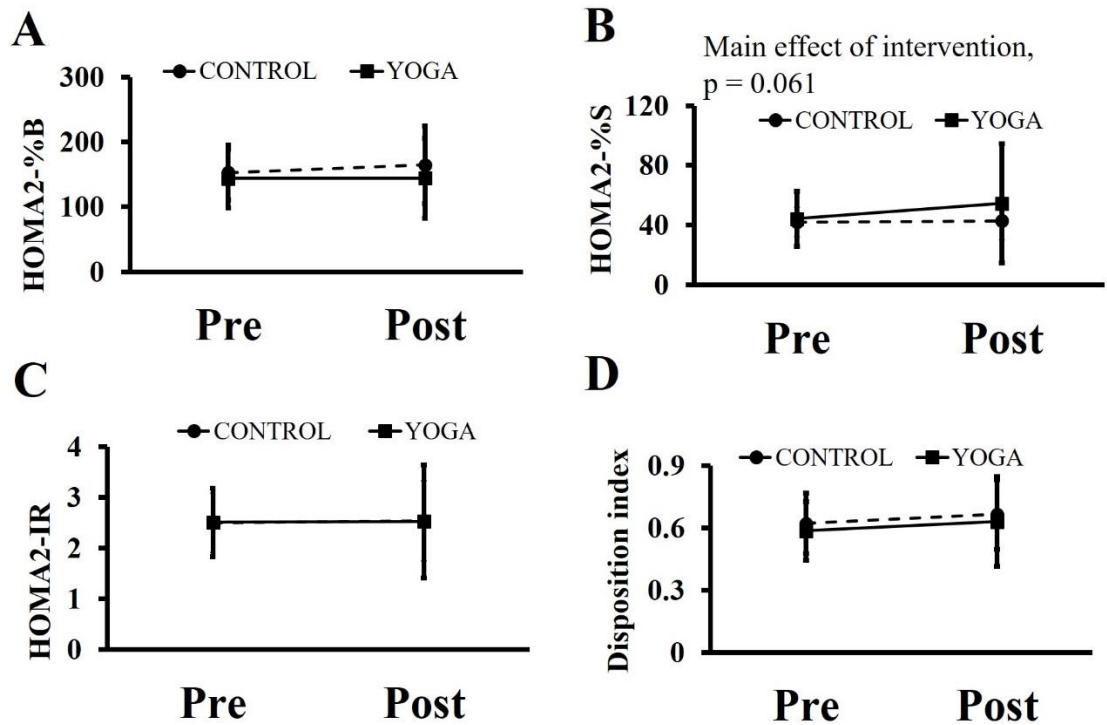 A
CONTROL YOGA
300
200
100
0
HOMA2-%B
Pre Post
B
Main effect of intervention,
p = 0.061
120
CONTROL YOGA
80
40
0
HOMA2-%S
Pre Post
C
CONTROL YOGA
4
3
2
1
0
HOMA2-IR
Pre Post
D
0.9
CONTROL YOGA
0.6
0.3
0
Disposition index
Pre Post